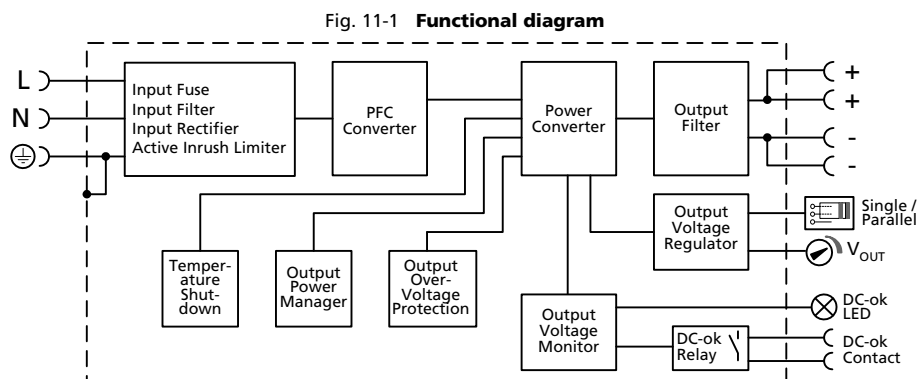 Fig. 11-1 Functional diagram
L
N
Input Fuse
Input Filter
Input Rectifier
Active Inrush Limiter
PFC
Converter
Power
Converter
Output
Filter
+
+
-
-
Output
Voltage
Regulator
Single /
Parallel
VOUT
Temper-
ature
Shut-
down
Output
Power
Manager
Output
Over-
Voltage
Protection
Output
Voltage
Monitor
DC-ok
LED
DC-ok
Relay
DC-ok
Contact